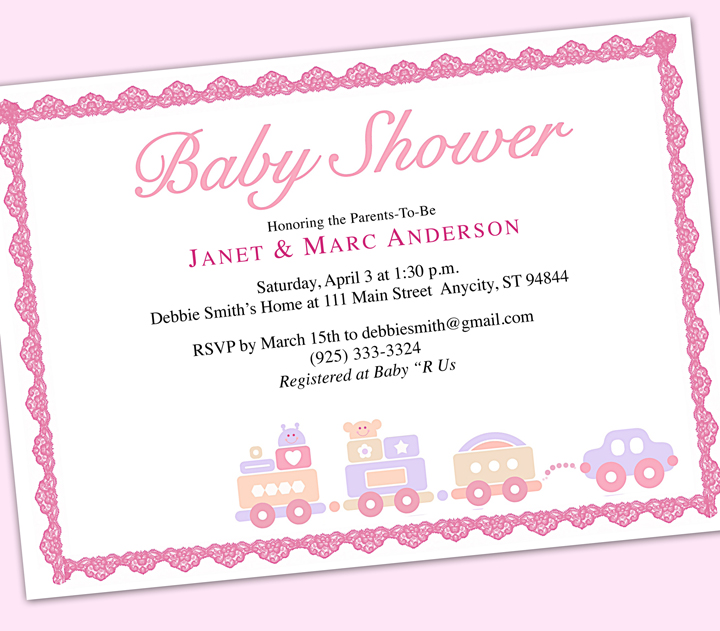 Baby Shower
Honoring the Parents-To-Be
JANET & MARC ANDERSON
Saturday, April 3 at 1:30 p.m.
Debbie Smith's Home at 111 Main Street Anycity, ST 94844
RSVP by March 15th to debbiesmith@gmail.com
(925) 333-3324
Registered at Baby “R Us